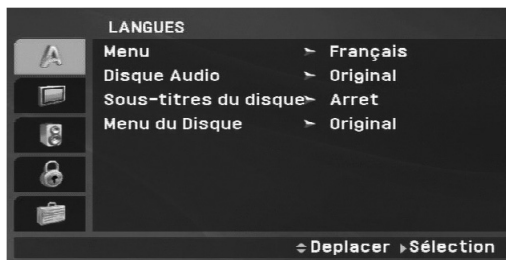 LANGUES
Menu ➣ Français
Disque Audio ➣ Original
Sous-titres du disque➣ Arret
Menu du Disque ➣ Original
Deplacer Sélection